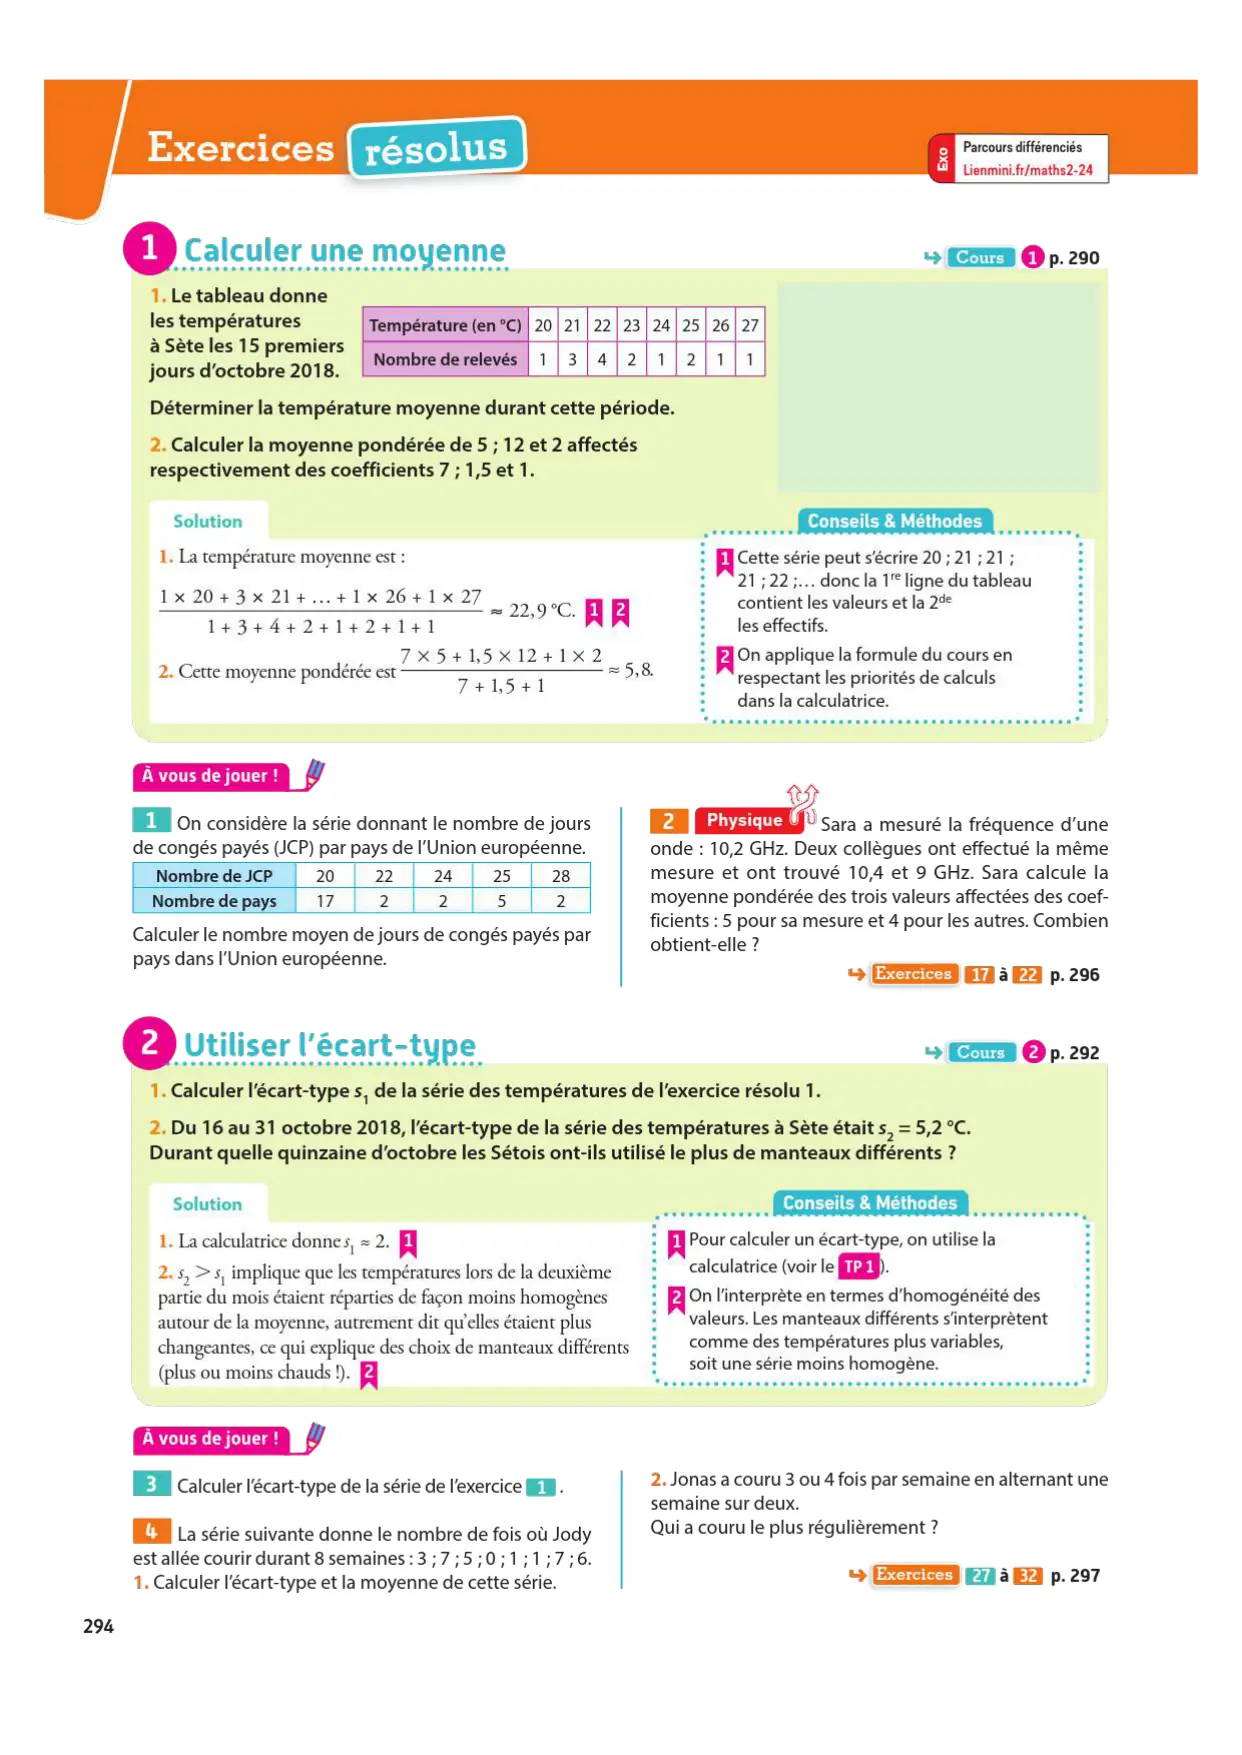 Exercices résolus
Exo
Parcours différenciés
Lienmini.fr/maths2-24
1 Calculer une moyenne
Cours 1 p. 290
1. Le tableau donne
les températures
à Sète les 15 premiers
jours d'octobre 2018.
Température (en °C) 20 21 22 23 24 25 26 27
Nombre de relevés 1 3 4 2 1 2 1 1
Déterminer la température moyenne durant cette période.
2. Calculer la moyenne pondérée de 5 ; 12 et 2 affectés
respectivement des coefficients 7 ; 1,5 et 1.
Solution
1. La température moyenne est :
1 × 20 + 3 × 21 + … + 1 × 26 + 1 × 27
1 + 3 + 4 + 2 + 1 + 2 + 1 + 1
≈ 22,9 °C. 1 2
2. Cette moyenne pondérée est
7 × 5 + 1,5 × 12 + 1 × 2
7 + 1,5 + 1
≈ 5,8.
Conseils & Méthodes
1 Cette série peut s'écrire 20 ; 21 ; 21 ;
21 ; 22 ;… donc la 1re ligne du tableau
contient les valeurs et la 2de
les effectifs.
2 On applique la formule du cours en
respectant les priorités de calculs
dans la calculatrice.
À vous de jouer !
1 On considère la série donnant le nombre de jours
de congés payés (JCP) par pays de l'Union européenne.
Nombre de JCP 20 22 24 25 28
Nombre de pays 17 2 2 5 2
Calculer le nombre moyen de jours de congés payés par
pays dans l'Union européenne.
2 Physique Sara a mesuré la fréquence d'une
onde : 10,2 GHz. Deux collègues ont effectué la même
mesure et ont trouvé 10,4 et 9 GHz. Sara calcule la
moyenne pondérée des trois valeurs affectées des coef-
ficients : 5 pour sa mesure et 4 pour les autres. Combien
obtient-elle ?
Exercices 17 à 22 p. 296
2 Utiliser l'écart-type
Cours 2 p. 292
1. Calculer l'écart-type s1 de la série des températures de l'exercice résolu 1.
2. Du 16 au 31 octobre 2018, l'écart-type de la série des températures à Sète était s2 = 5,2 °C.
Durant quelle quinzaine d'octobre les Sétois ont-ils utilisé le plus de manteaux différents ?
Solution
1. La calculatrice donne s1 ≈ 2. 1
2. s2 > s1 implique que les températures lors de la deuxième
partie du mois étaient réparties de façon moins homogènes
autour de la moyenne, autrement dit qu'elles étaient plus
changeantes, ce qui explique des choix de manteaux différents
(plus ou moins chauds !). 2
Conseils & Méthodes
1 Pour calculer un écart-type, on utilise la
calculatrice (voir le TP 1 ).
2 On l'interprète en termes d'homogénéité des
valeurs. Les manteaux différents s'interprètent
comme des températures plus variables,
soit une série moins homogène.
À vous de jouer !
3 Calculer l'écart-type de la série de l'exercice 1 .
4 La série suivante donne le nombre de fois où Jody
est allée courir durant 8 semaines : 3 ; 7 ; 5 ; 0 ; 1 ; 1 ; 7 ; 6.
1. Calculer l'écart-type et la moyenne de cette série.
2. Jonas a couru 3 ou 4 fois par semaine en alternant une
semaine sur deux.
Qui a couru le plus régulièrement ?
Exercices 27 à 32 p. 297
294